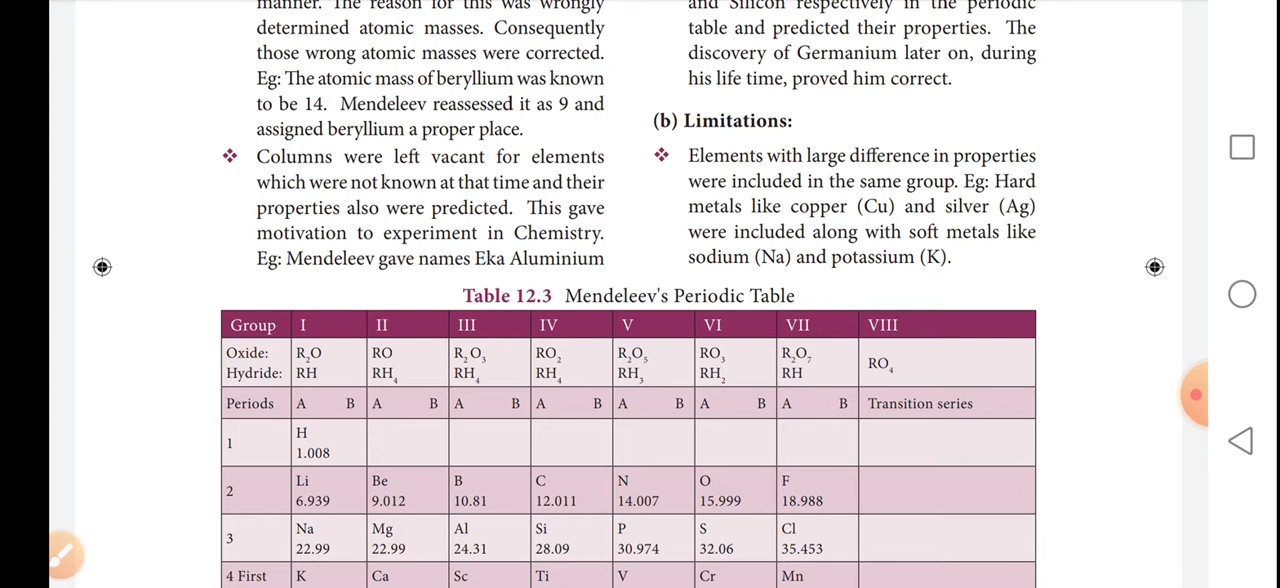 manner. The reason for this was wrongly
determined atomic masses. Consequently
those wrong atomic masses were corrected.
Eg: The atomic mass of beryllium was known
to be 14. Mendeleev reassessed it as 9 and
assigned beryllium a proper place.
❖ Columns were left vacant for elements
which were not known at that time and their
properties also were predicted. This gave
motivation to experiment in Chemistry.
Eg: Mendeleev gave names Eka Aluminium
and Silicon respectively in the periodic
table and predicted their properties. The
discovery of Germanium later on, during
his life time, proved him correct.
(b) Limitations:
❖ Elements with large difference in properties
were included in the same group. Eg: Hard
metals like copper (Cu) and silver (Ag)
were included along with soft metals like
sodium (Na) and potassium (K).
Table 12.3 Mendeleev's Periodic Table
Group I II III IV V VI VII VIII
Oxide: R₂O RO R₂O₃ RO₂ R₂O₅ RO₃ R₂O₇ RO₄
Hydride: RH RH₄ RH₄ RH₄ RH₃ RH₂ RH
Periods A B A B A B A B A B A B A B Transition series
1 H
1.008
2 Li Be B C N O F
6.939 9.012 10.81 12.011 14.007 15.999 18.988
3 Na Mg Al Si P S Cl
22.99 22.99 24.31 28.09 30.974 32.06 35.453
4 First K Ca Sc Ti V Cr Mn